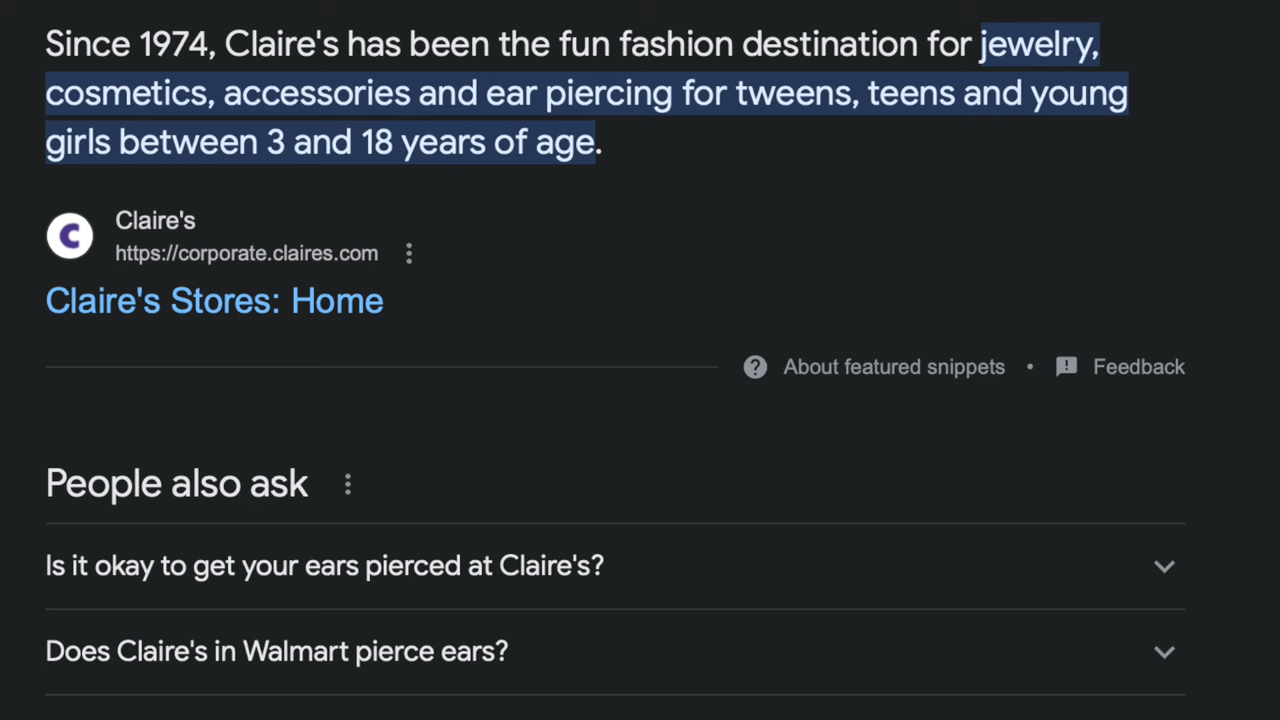 Since 1974, Claire's has been the fun fashion destination for jewelry,
cosmetics, accessories and ear piercing for tweens, teens and young
girls between 3 and 18 years of age.
C
Claire's
https://corporate.claires.com
Claire's Stores: Home
About featured snippets • Feedback
People also ask
Is it okay to get your ears pierced at Claire's?
Does Claire's in Walmart pierce ears?